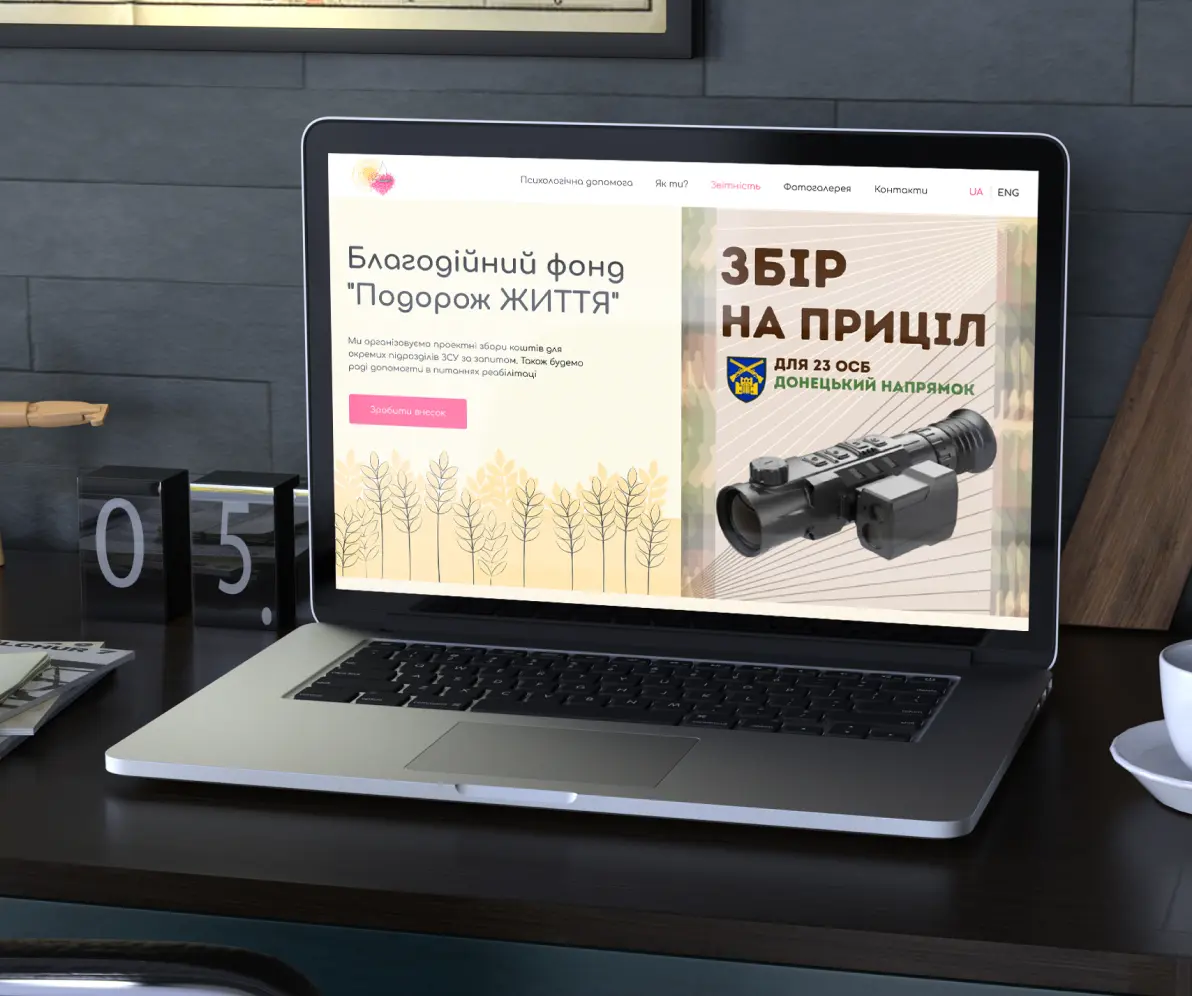 Психологічна допомога
Як ти?
Звітність
Фотогалерея
Контакти
UA
ENG
Благодійний фонд
"Подорож ЖИТТЯ"
Ми організовуємо проектні збори коштів для
окремих підрозділів ЗСУ за запитом. Також будемо
раді допомогти в питаннях реабілітації
Зробити внесок
ЗБІР
НА ПРИЦІЛ
ДЛЯ 23 ОСБ
ДОНЕЦЬКИЙ НАПРЯМОК
05.